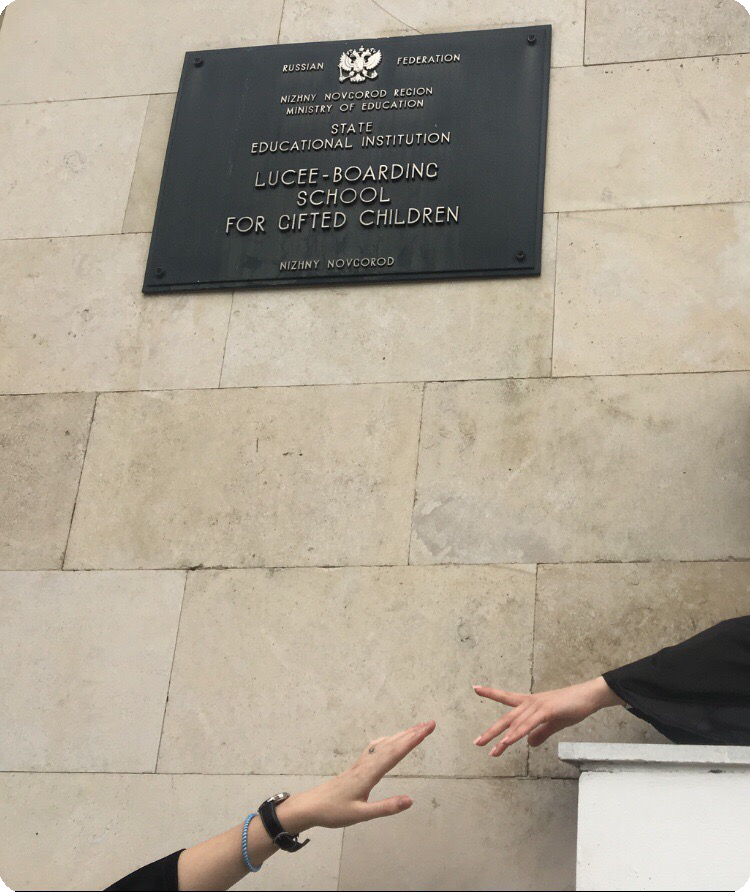 RUSSIAN FEDERATION
NIZHNY NOVGOROD REGION
MINISTRY OF EDUCATION
STATE
EDUCATIONAL INSTITUTION
LUCEE-BOARDING
SCHOOL
FOR GIFTED CHILDREN
NIZHNY NOVGOROD